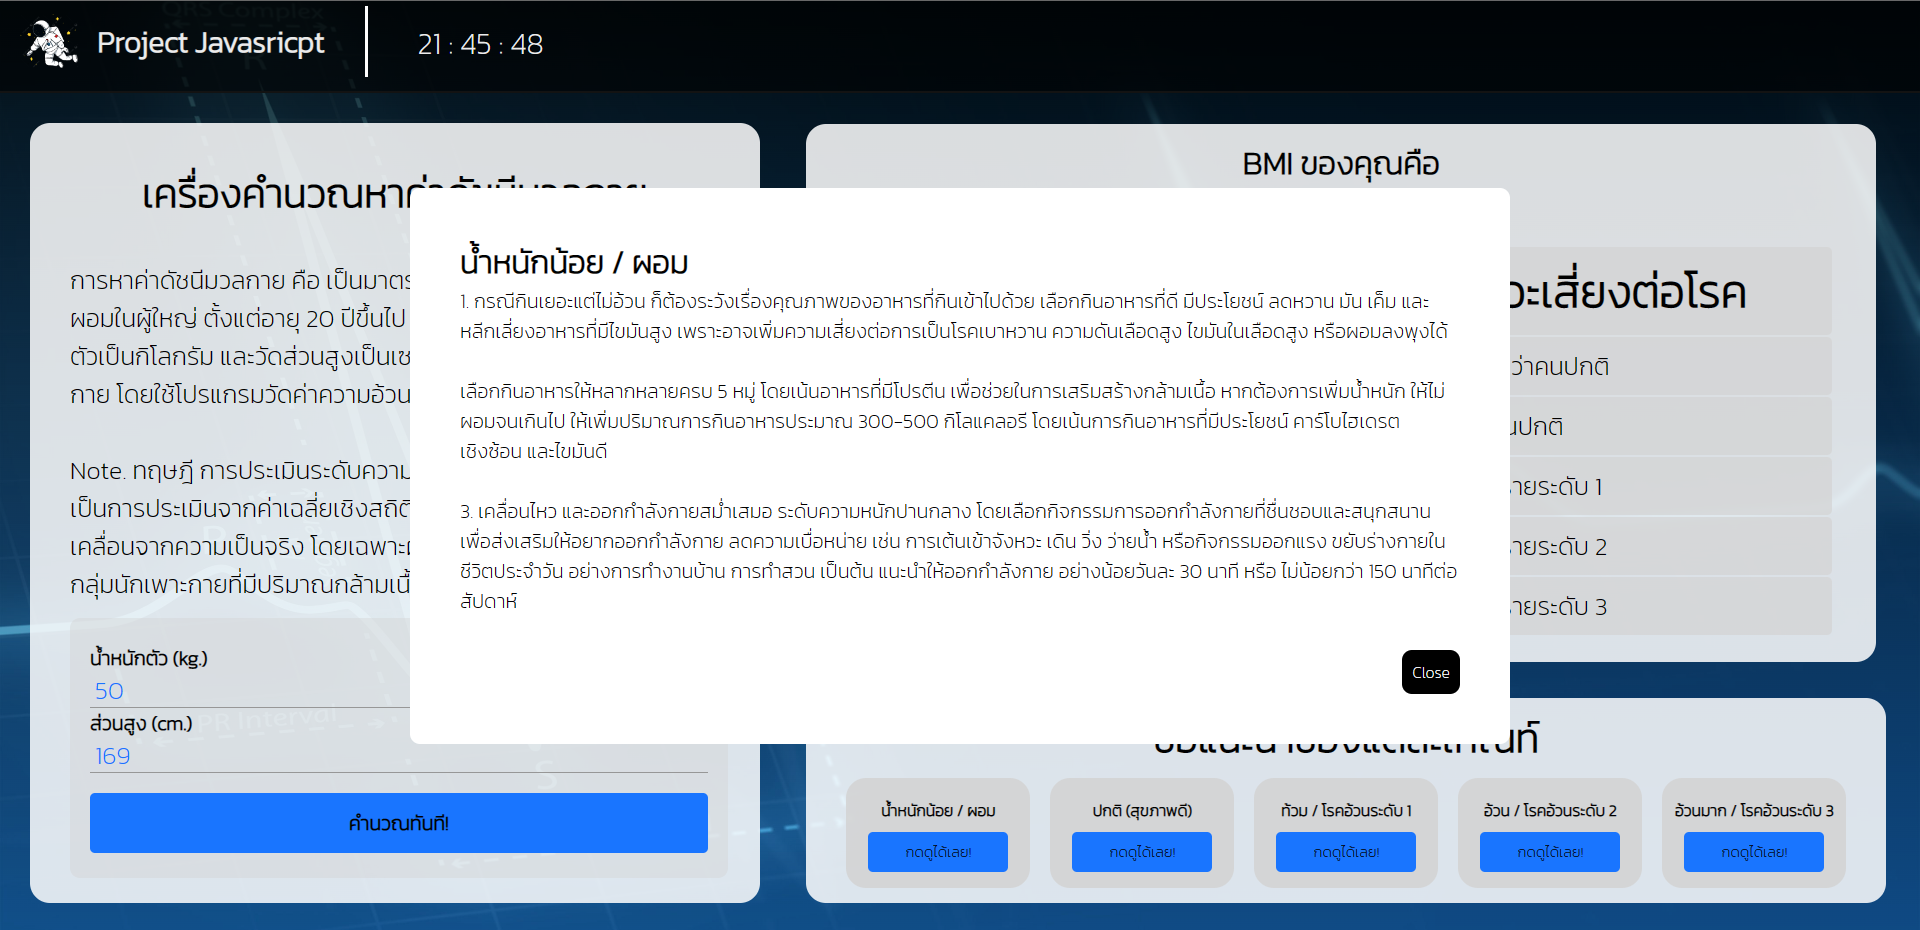 Project Javasricpt
21 : 45 : 48
เครื่องคำนวณหา
การหาค่าดัชนีมวลกาย คือ เป็นมาตร
ผอมในผู้ใหญ่ ตั้งแต่อายุ 20 ปีขึ้นไป
ตัวเป็นกิโลกรัม และวัดส่วนสูงเป็นเซ
กาย โดยใช้โปรแกรมวัดค่าความอ้วน
Note. ทฤษฎี การประเมินระดับความ
เป็นการประเมินจากค่าเฉลี่ยเชิงสถิติ
เคลื่อนจากความเป็นจริง โดยเฉพาะ
กลุ่มนักเพาะกายที่มีปริมาณกล้ามเนื้
น้ำหนักตัว (kg.)
50
ส่วนสูง (cm.)
169
คำนวณทันที!
น้ำหนักน้อย / ผอม
1. กรณีกินเยอะแต่ไม่อ้วน ก็ต้องระวังเรื่องคุณภาพของอาหารที่กินเข้าไปด้วย เลือกกินอาหารที่ดี มีประโยชน์ ลดหวาน มัน เค็ม และ
หลีกเลี่ยงอาหารที่มีไขมันสูง เพราะอาจเพิ่มความเสี่ยงต่อการเป็นโรคเบาหวาน ความดันเลือดสูง ไขมันในเลือดสูง หรือผอมลงพุงได้
เลือกกินอาหารให้หลากหลายครบ 5 หมู่ โดยเน้นอาหารที่มีโปรตีน เพื่อช่วยในการเสริมสร้างกล้ามเนื้อ หากต้องการเพิ่มน้ำหนัก ให้ไม่
ผอมจนเกินไป ให้เพิ่มปริมาณการกินอาหารประมาณ 300-500 กิโลแคลอรี โดยเน้นการกินอาหารที่มีประโยชน์ คาร์โบไฮเดรต
เชิงซ้อน และไขมันดี
3. เคลื่อนไหว และออกกำลังกายสม่ำเสมอ ระดับความหนักปานกลาง โดยเลือกกิจกรรมการออกกำลังกายที่ชื่นชอบและสนุกสนาน
เพื่อส่งเสริมให้อยากออกกำลังกาย ลดความเบื่อหน่าย เช่น การเต้นเข้าจังหวะ เดิน วิ่ง ว่ายน้ำ หรือกิจกรรมออกแรง ขยับร่างกายใน
ชีวิตประจำวัน อย่างการทำงานบ้าน การทำสวน เป็นต้น แนะนำให้ออกกำลังกาย อย่างน้อยวันละ 30 นาที หรือ ไม่น้อยกว่า 150 นาทีต่อ
สัปดาห์
Close
BMI ของคุณคือ
วะเสี่ยงต่อโรค
ว่าคนปกติ
นปกติ
ายระดับ 1
ายระดับ 2
ายระดับ 3
น้ำหนักน้อย / ผอม
กดดูได้เลย!
ปกติ (สุขภาพดี)
กดดูได้เลย!
ท้วม / โรคอ้วนระดับ 1
กดดูได้เลย!
อ้วน / โรคอ้วนระดับ 2
กดดูได้เลย!
อ้วนมาก / โรคอ้วนระดับ 3
กดดูได้เลย!